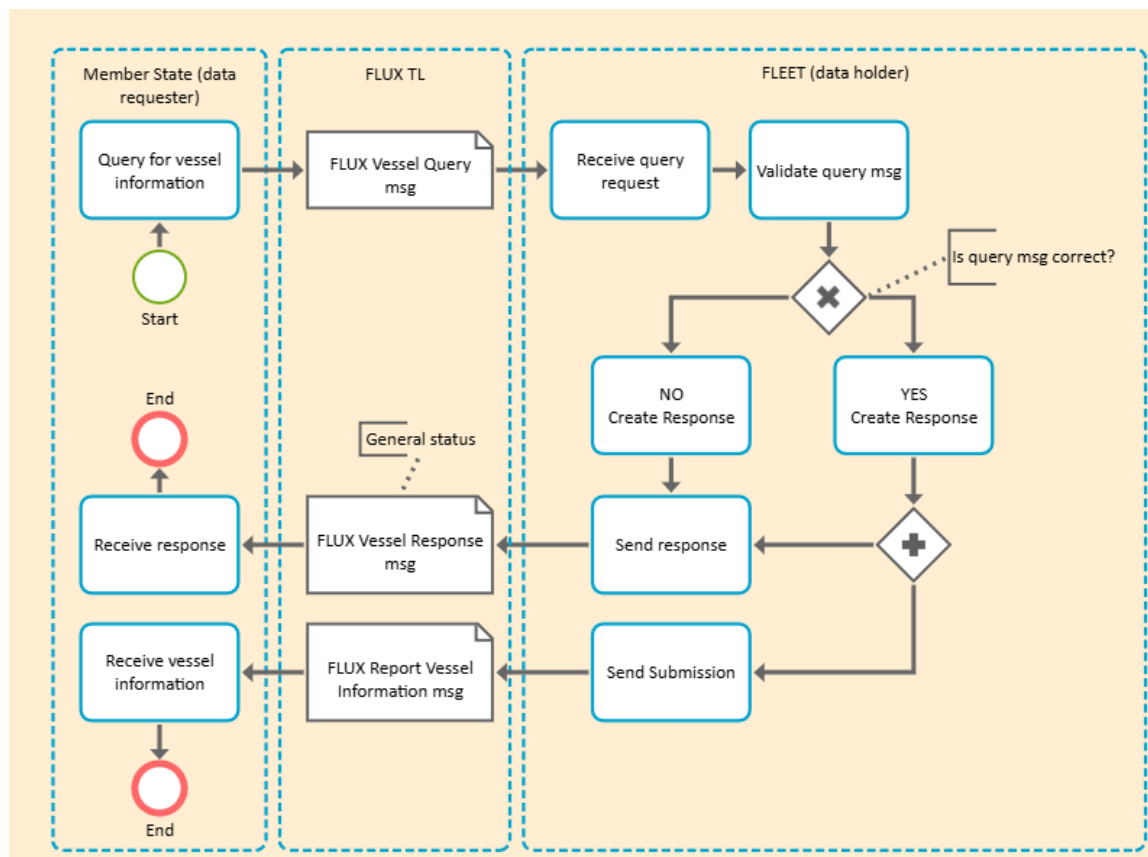 Member State (data
requester)
FLUX TL
FLEET (data holder)
Query for vessel
information
FLUX Vessel Query
msg
Receive query
request
Validate query msg
Start
Is query msg correct?
NO
Create Response
YES
Create Response
End
General status
Receive response
FLUX Vessel Response
msg
Send response
Receive vessel
information
FLUX Report Vessel
Information msg
Send Submission
End